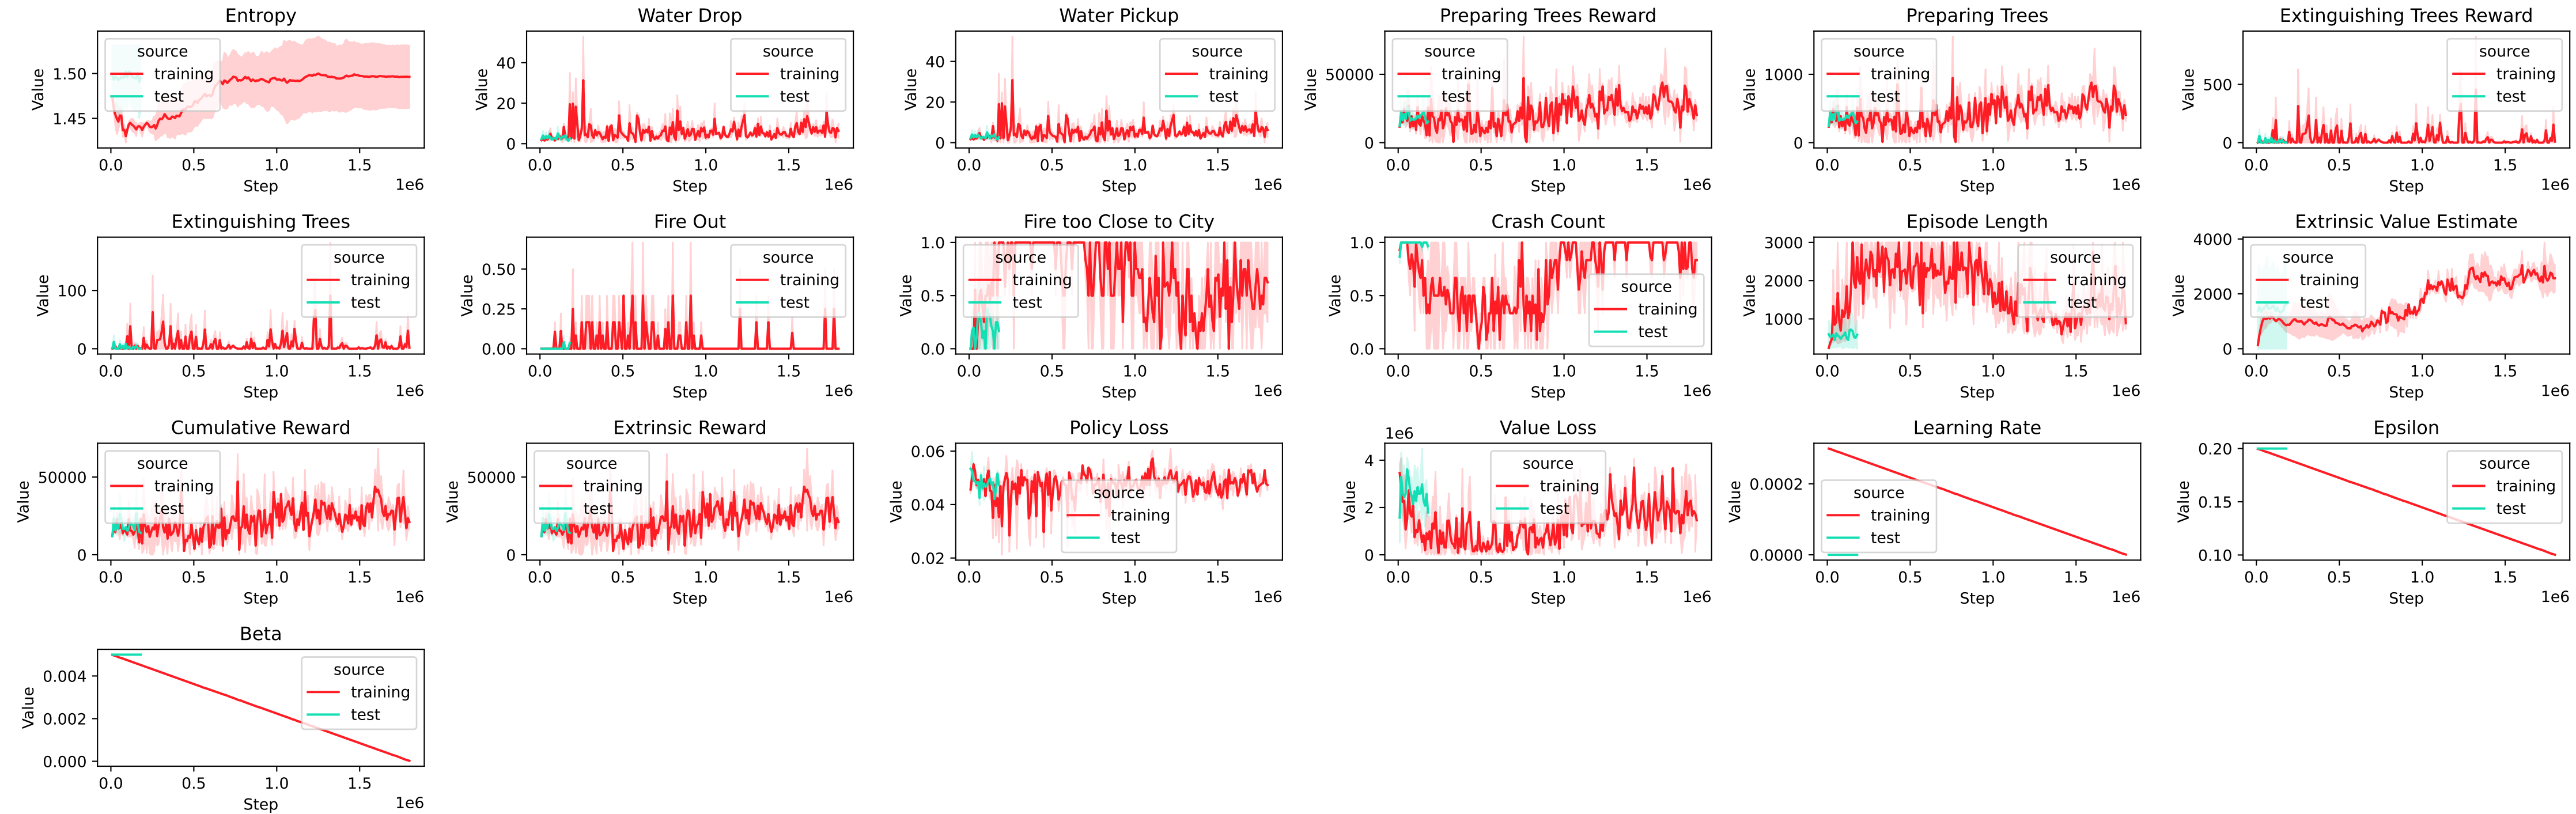 Entropy
Water Drop
Water Pickup
Preparing Trees Reward
Preparing Trees
Extinguishing Trees Reward
Value
1.50
1.45
source
training
test
0.0
0.5
1.0
1.5
Step
1e6
Value
40
20
0
source
training
test
0.0
0.5
1.0
1.5
Step
1e6
Value
40
20
0
source
training
test
0.0
0.5
1.0
1.5
Step
1e6
Value
50000
0
source
training
test
0.0
0.5
1.0
1.5
Step
1e6
Value
1000
0
source
training
test
0.0
0.5
1.0
1.5
Step
1e6
Value
500
0
source
training
test
0.0
0.5
1.0
1.5
Step
1e6
Extinguishing Trees
Fire Out
Fire too Close to City
Crash Count
Episode Length
Extrinsic Value Estimate
Value
100
0
source
training
test
0.0
0.5
1.0
1.5
Step
1e6
Value
0.50
0.25
0.00
source
training
test
0.0
0.5
1.0
1.5
Step
1e6
Value
1.0
0.5
0.0
source
training
test
0.0
0.5
1.0
1.5
Step
1e6
Value
1.0
0.5
0.0
source
training
test
0.0
0.5
1.0
1.5
Step
1e6
Value
3000
2000
1000
source
training
test
0.0
0.5
1.0
1.5
Step
1e6
Value
4000
2000
0
source
training
test
0.0
0.5
1.0
1.5
Step
1e6
Cumulative Reward
Extrinsic Reward
Policy Loss
Value Loss
Learning Rate
Epsilon
Value
50000
0
source
training
test
0.0
0.5
1.0
1.5
Step
1e6
Value
50000
0
source
training
test
0.0
0.5
1.0
1.5
Step
1e6
Value
0.06
0.04
0.02
source
training
test
0.0
0.5
1.0
1.5
Step
1e6
1e6
Value
4
2
0
source
training
test
0.0
0.5
1.0
1.5
Step
1e6
Value
0.0002
0.0000
source
training
test
0.0
0.5
1.0
1.5
Step
1e6
Value
0.20
0.15
0.10
source
training
test
0.0
0.5
1.0
1.5
Step
1e6
Beta
Value
0.004
0.002
0.000
source
training
test
0.0
0.5
1.0
1.5
Step
1e6